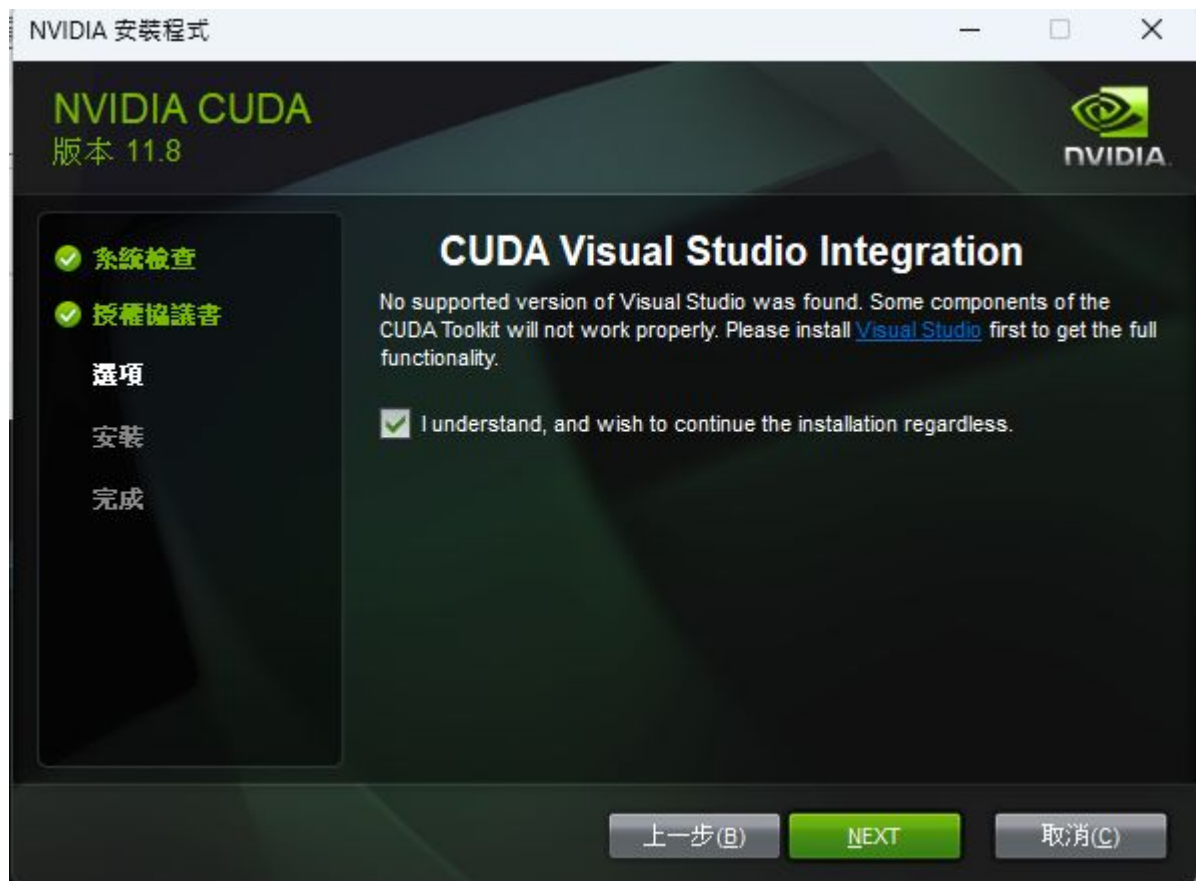 NVIDIA 安裝程式
NVIDIA CUDA
版本 11.8
NVIDIA.
系統檢查
授權協議書
選項
安裝
完成
CUDA Visual Studio Integration
No supported version of Visual Studio was found. Some components of the
CUDA Toolkit will not work properly. Please install Visual Studio first to get the full
functionality.
I understand, and wish to continue the installation regardless.
上一步(B)
NEXT
取消(C)